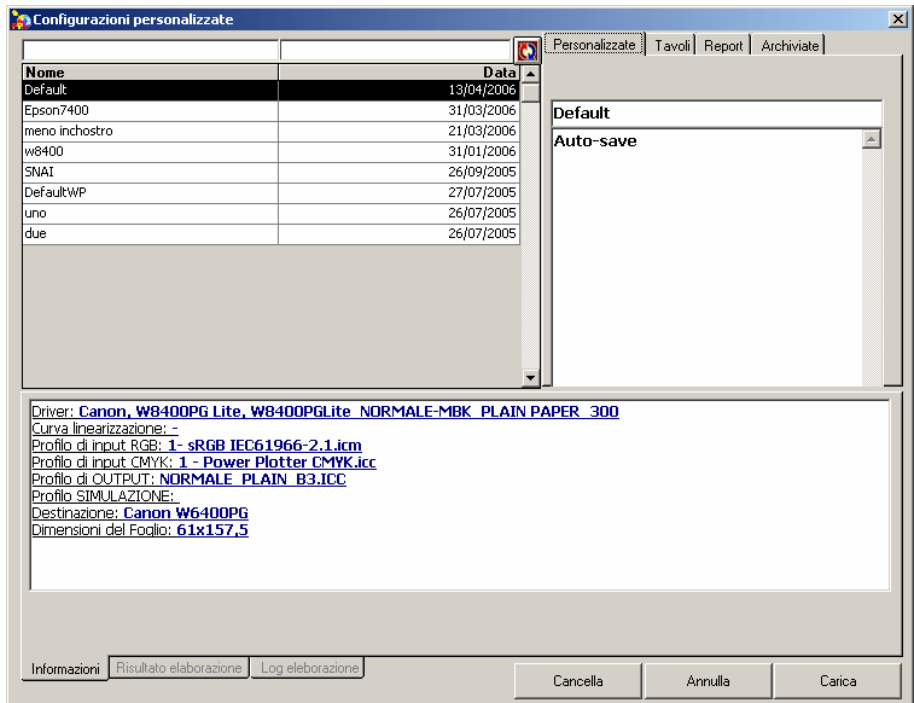 Configurazioni personalizzate
Personalizzate Tavoli Report Archiviate
Nome Data
Default 13/04/2006
Epson7400 31/03/2006
meno inchostro 21/03/2006
w8400 31/01/2006
SNAI 26/09/2005
DefaultWP 27/07/2005
uno 26/07/2005
due 26/07/2005
Default
Auto-save
Driver: Canon, W8400PG Lite, W8400PGLite_NORMALE-MBK_PLAIN PAPER_300
Curva linearizzazione: -
Profilo di input RGB: 1- sRGB IEC61966-2.1.icm
Profilo di input CMYK: 1 - Power Plotter CMYK.icc
Profilo di OUTPUT: NORMALE_PLAIN_B3.ICC
Profilo SIMULAZIONE:
Destinazione: Canon W6400PG
Dimensioni del Foglio: 61x157,5
Informazioni Risultato elaborazione Log eleborazione
Cancella Annulla Carica